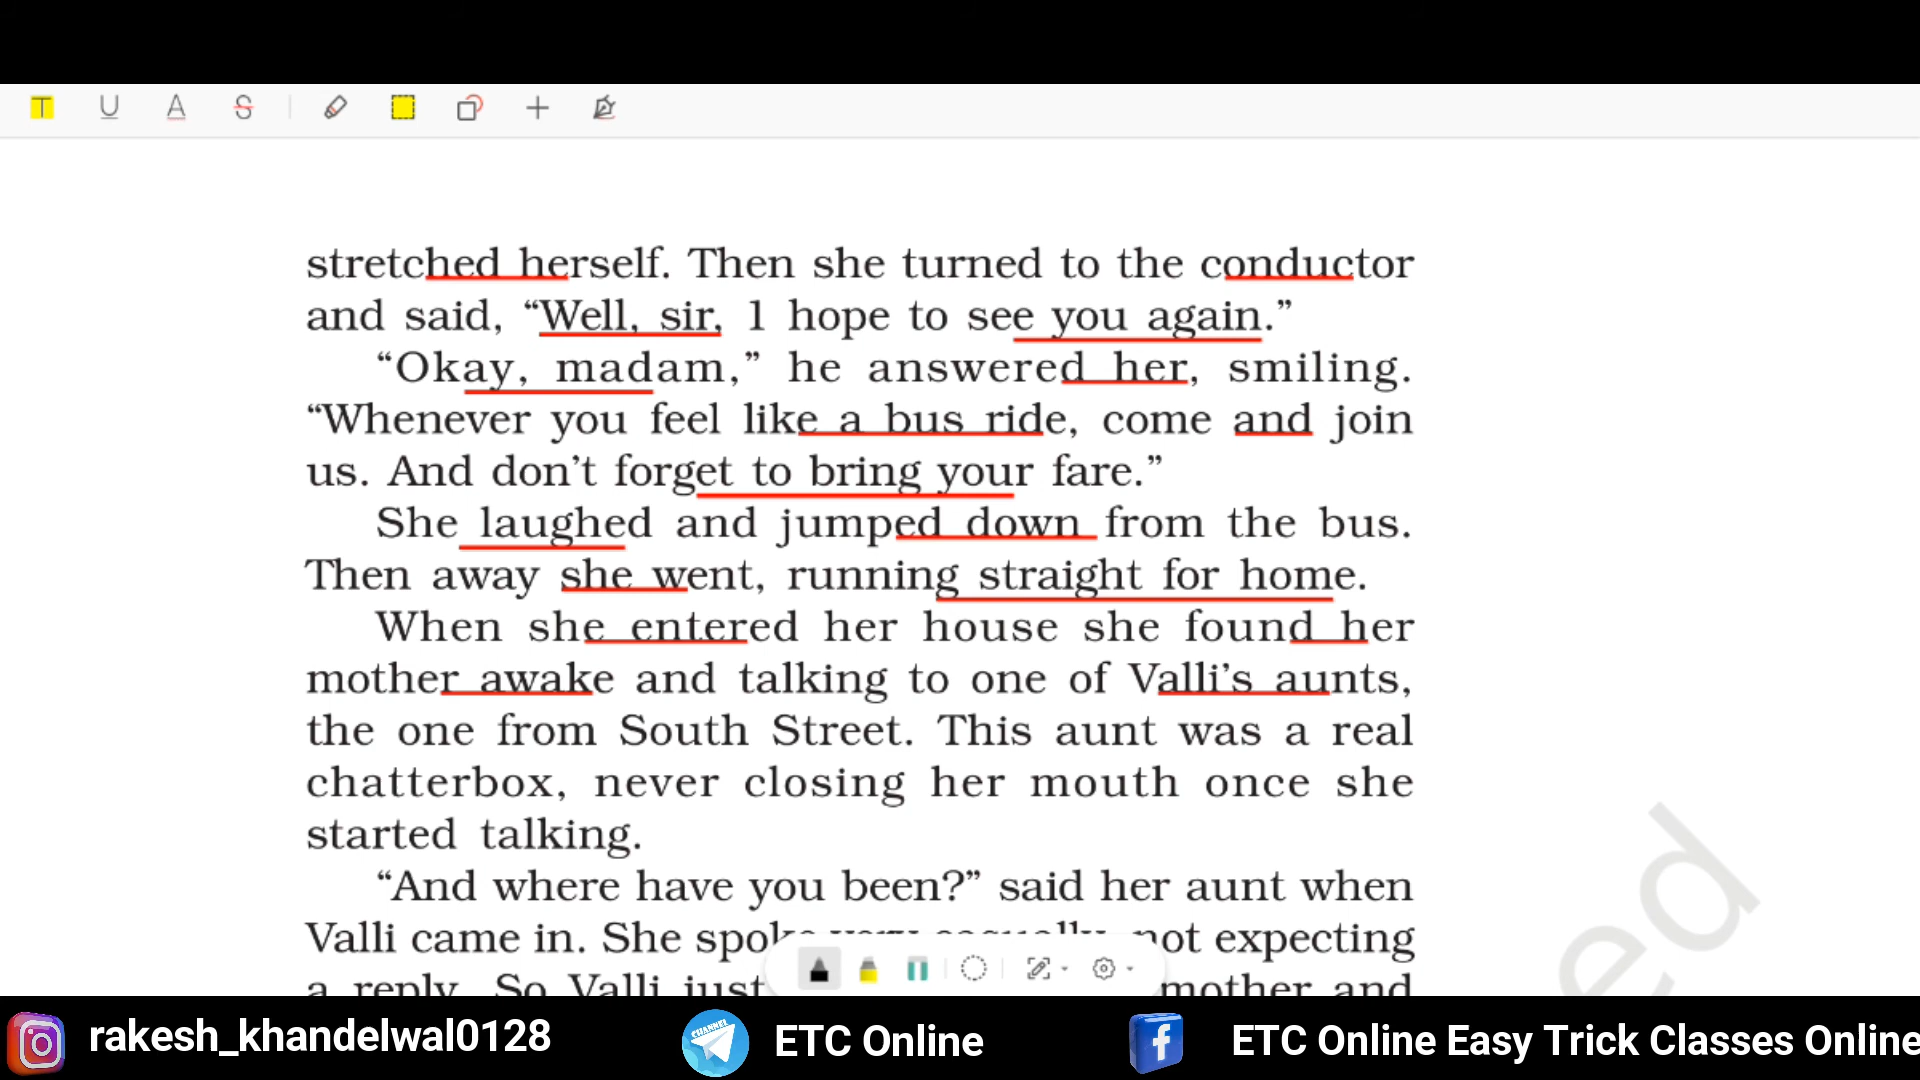 stretched herself. Then she turned to the conductor
and said, “Well, sir, 1 hope to see you again.”
“Okay, madam,” he answered her, smiling.
“Whenever you feel like a bus ride, come and join
us. And don’t forget to bring your fare.”
She laughed and jumped down from the bus.
Then away she went, running straight for home.
When she entered her house she found her
mother awake and talking to one of Valli’s aunts,
the one from South Street. This aunt was a real
chatterbox, never closing her mouth once she
started talking.
“And where have you been?” said her aunt when
Valli came in. She spoke very casually, not expecting
a reply. So Valli just mother and
ed
rakesh_khandelwal0128
CHANNEL
ETC Online
ETC Online Easy Trick Classes Online